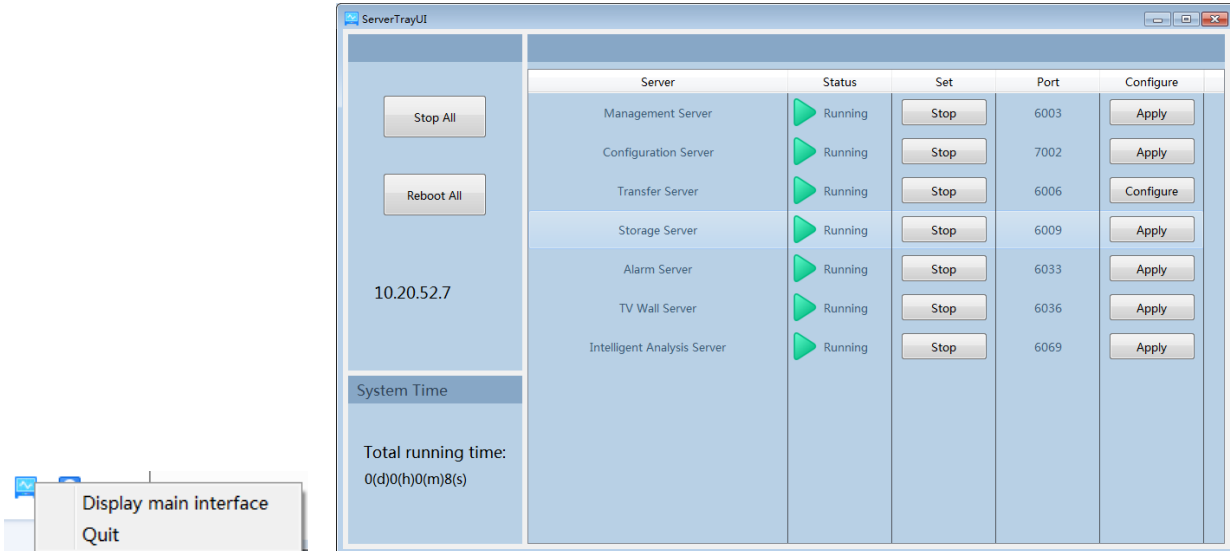 ServerTrayUI
Server Status Set Port Configure
Stop All
Management Server Running Stop 6003 Apply
Configuration Server Running Stop 7002 Apply
Reboot All
Transfer Server Running Stop 6006 Configure
Storage Server Running Stop 6009 Apply
Alarm Server Running Stop 6033 Apply
10.20.52.7
TV Wall Server Running Stop 6036 Apply
Intelligent Analysis Server Running Stop 6069 Apply
System Time
Total running time:
0(d)0(h)0(m)8(s)
Display main interface
Quit